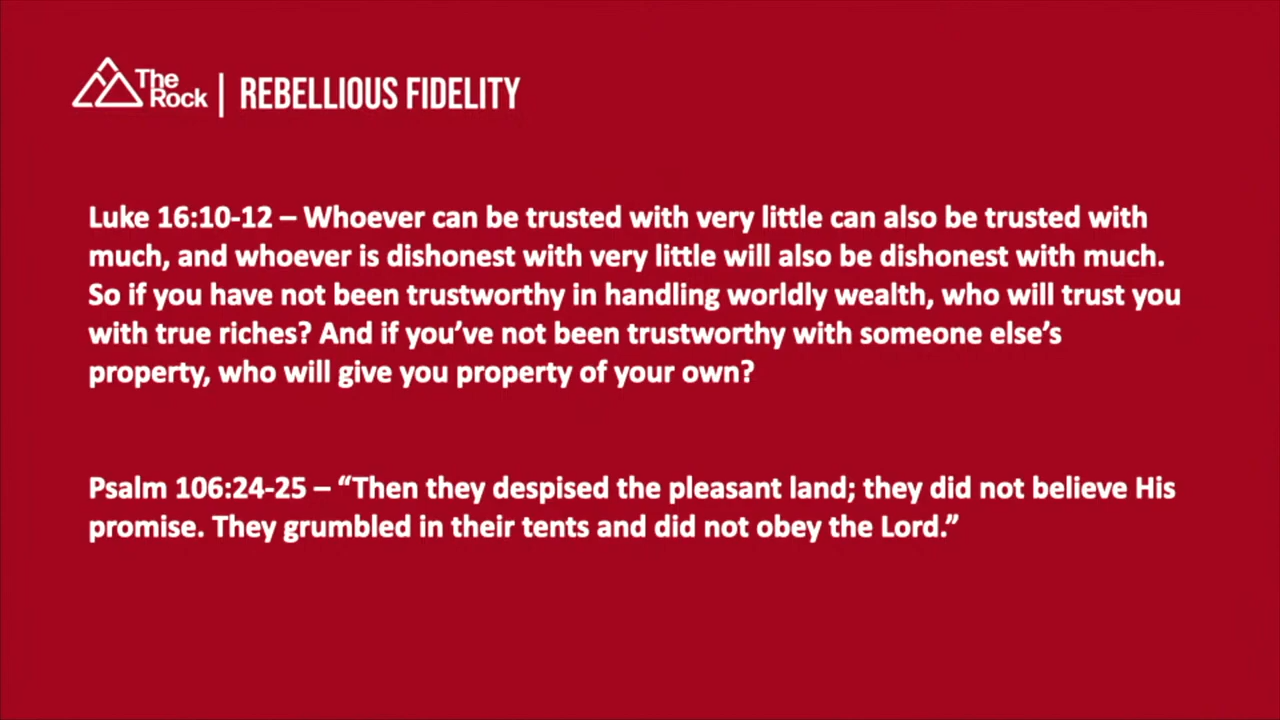 The
Rock | REBELLIOUS FIDELITY
Luke 16:10-12 – Whoever can be trusted with very little can also be trusted with
much, and whoever is dishonest with very little will also be dishonest with much.
So if you have not been trustworthy in handling worldly wealth, who will trust you
with true riches? And if you’ve not been trustworthy with someone else’s
property, who will give you property of your own?
Psalm 106:24-25 – “Then they despised the pleasant land; they did not believe His
promise. They grumbled in their tents and did not obey the Lord.”